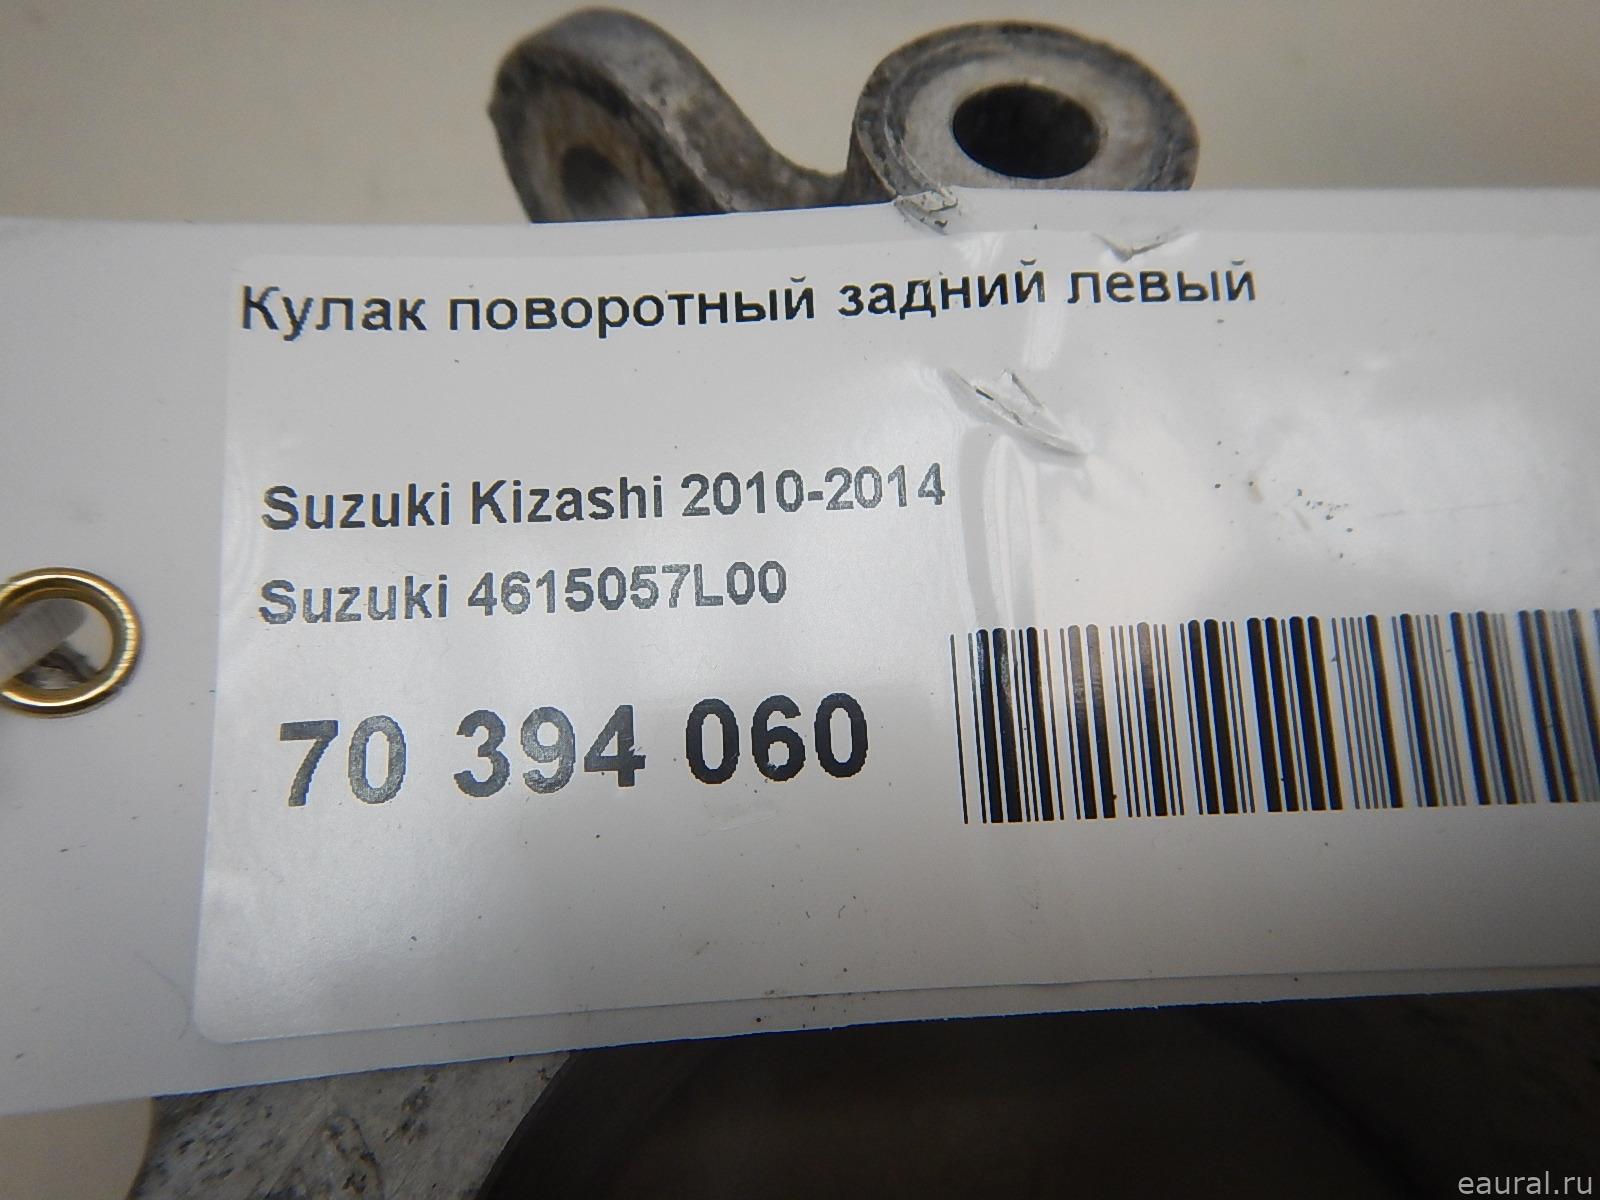 Кулак поворотный задний левый
Suzuki Kizashi 2010-2014
Suzuki 4615057L00
70 394 060
eaural.ru